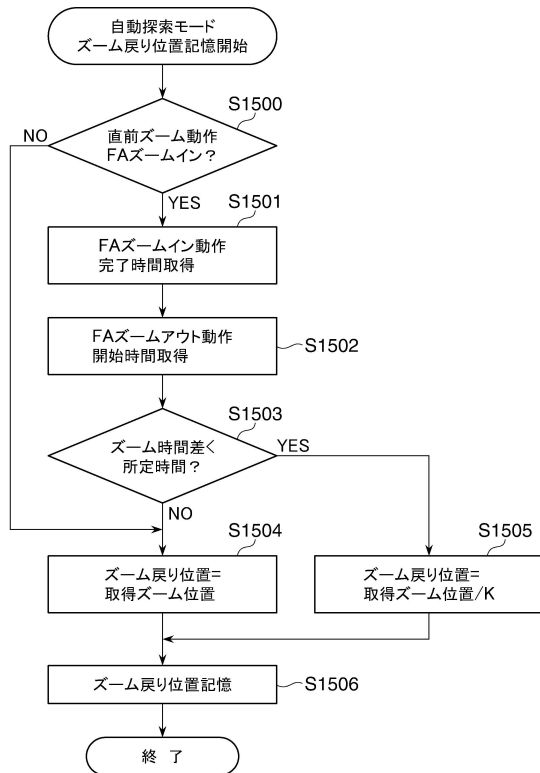 自動探索モード
ズーム戻り位置記憶開始
S1500
直前ズーム動作
FAズームイン？
NO
YES
S1501
FAズームイン動作
完了時間取得
FAズームアウト動作
開始時間取得
S1502
S1503
ズーム時間差<
所定時間？
YES
NO
S1504
ズーム戻り位置=
取得ズーム位置
S1505
ズーム戻り位置=
取得ズーム位置/K
ズーム戻り位置記憶
S1506
終 了